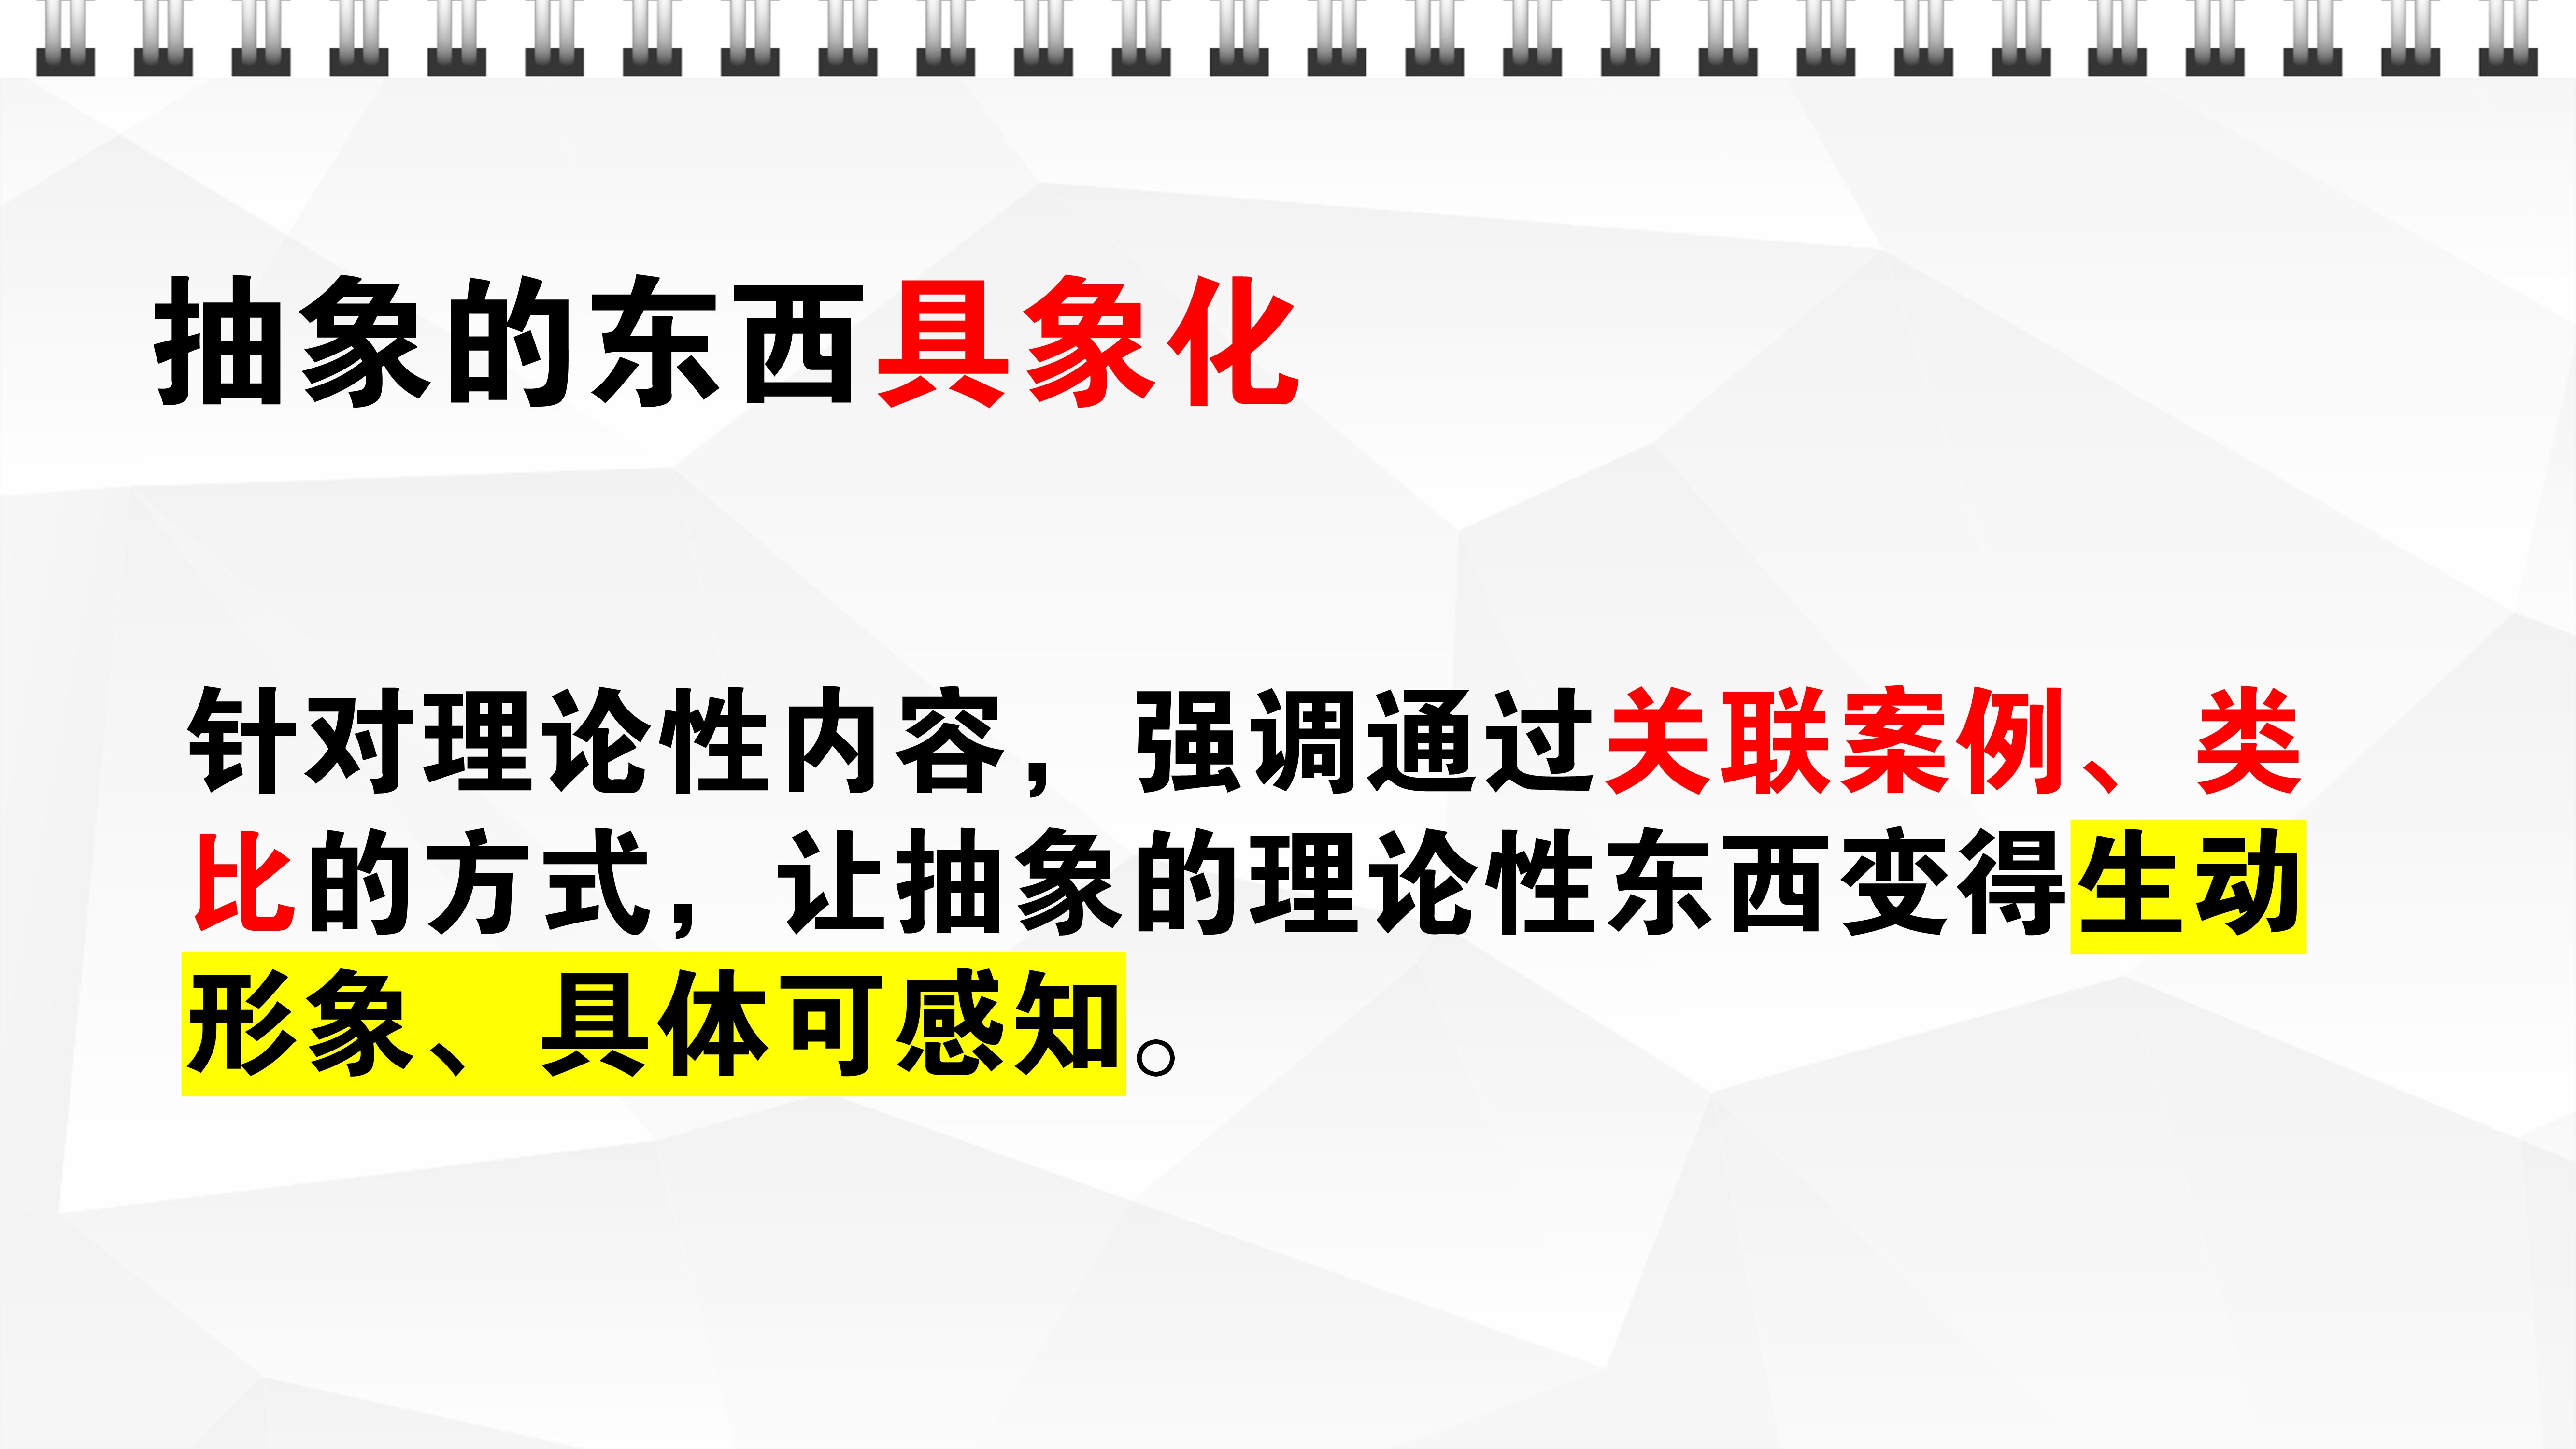 抽象的东西具象化
针对理论性内容，强调通过关联案例、类
比的方式，让抽象的理论性东西变得生动
形象、具体可感知。